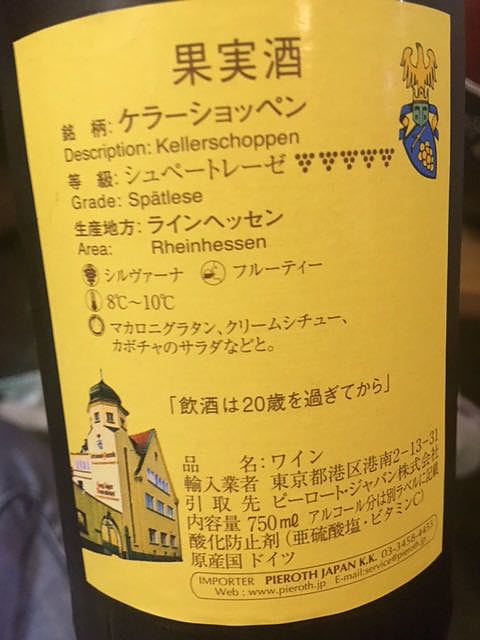 果実酒
銘 柄: ケラーショッペン
Description: Kellerschoppen
等 級: シュペートレーゼ
Grade: Spätlese
生産地方: ラインヘッセン
Area: Rheinhessen
シルヴァーナ フルーティー
8℃〜10℃
マカロニグラタン、クリームシチュー、
カボチャのサラダなどと。
「飲酒は20歳を過ぎてから」
品 名: ワイン
輸入業者 東京都港区港南2-13-31
引 取 先 ピーロート・ジャパン株式会社
内容量 750㎖ アルコール分は別ラベルに記載
酸化防止剤 (亜硫酸塩・ビタミンC)
原産国 ドイツ
IMPORTER PIEROTH JAPAN K.K. 03-3458-4455
Web : www.pieroth.jp E-mail:service@pieroth.jp